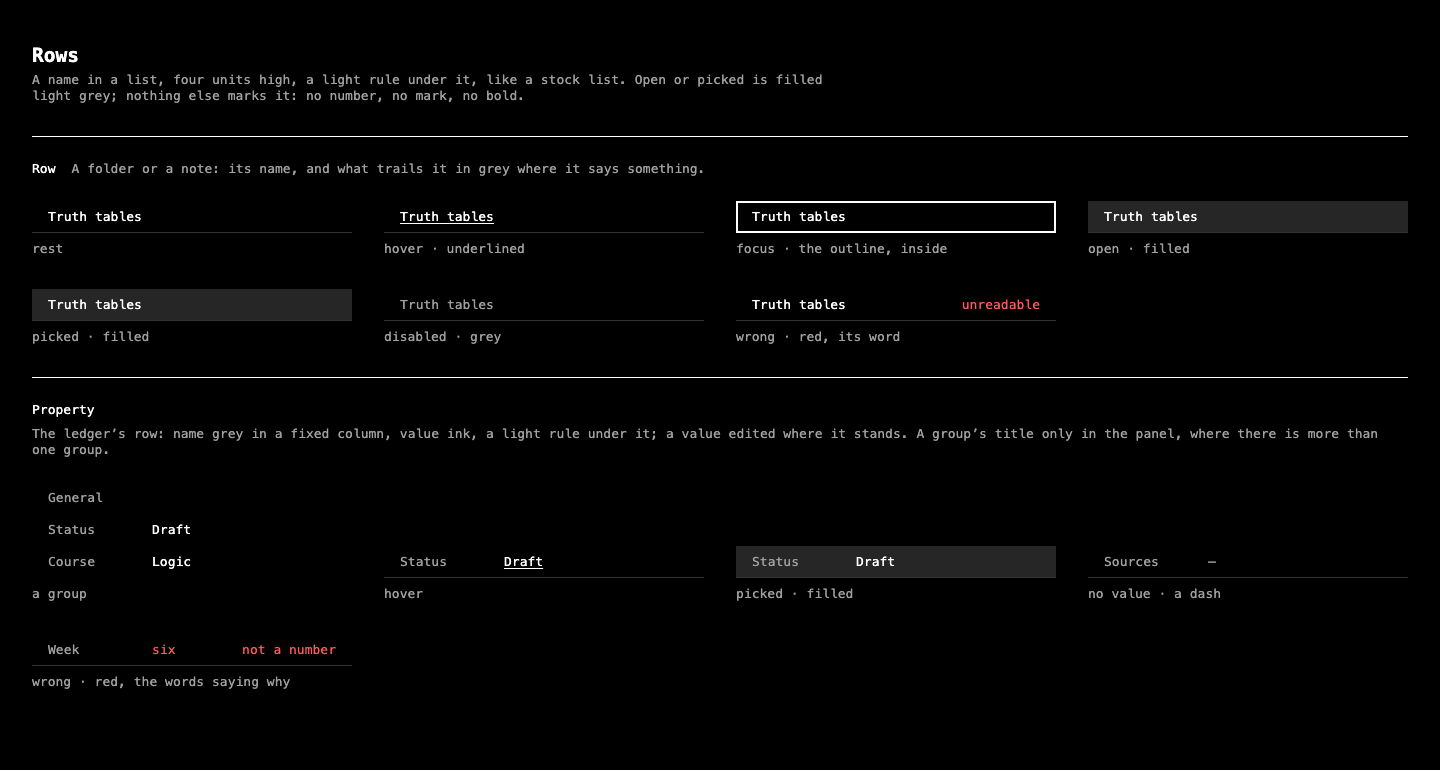 Rows
A name in a list, four units high, a light rule under it, like a stock list. Open or picked is filled
light grey; nothing else marks it: no number, no mark, no bold.
Row A folder or a note: its name, and what trails it in grey where it says something.
Truth tables
rest
Truth tables
hover · underlined
Truth tables
focus · the outline, inside
Truth tables
open · filled
Truth tables
picked · filled
Truth tables
disabled · grey
Truth tables unreadable
wrong · red, its word
Property
The ledger’s row: name grey in a fixed column, value ink, a light rule under it; a value edited where it stands. A group’s title only in the panel, where there is more than
one group.
General
Status Draft
Course Logic
a group
Status Draft
hover
Status Draft
picked · filled
Sources —
no value · a dash
Week six not a number
wrong · red, the words saying why